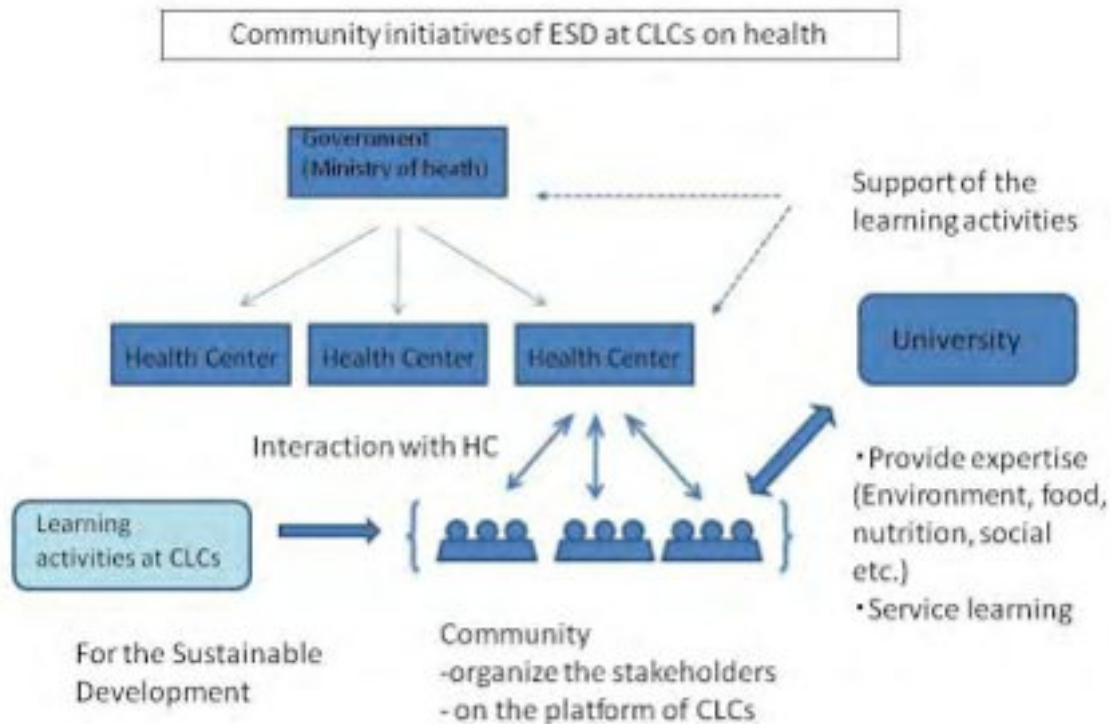 Community initiatives of ESD at CLCs on health
Government
(Ministry of heath)
Support of the
learning activities
Health Center
Health Center
Health Center
University
Interaction with HC
・Provide expertise
(Environment, food,
nutrition, social
etc.)
・Service learning
Learning
activities at CLCs
For the Sustainable
Development
Community
-organize the stakeholders
- on the platform of CLCs